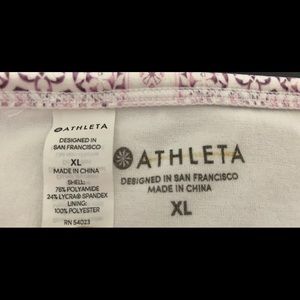 ATHLETA
DESIGNED IN
SAN FRANCISCO
XL
MADE IN CHINA
SHELL:
76% POLYAMIDE
24% LYCRA® SPANDEX
LINING:
100% POLYESTER
RN 54023
ATHLETA
DESIGNED IN SAN FRANCISCO
MADE IN CHINA
XL